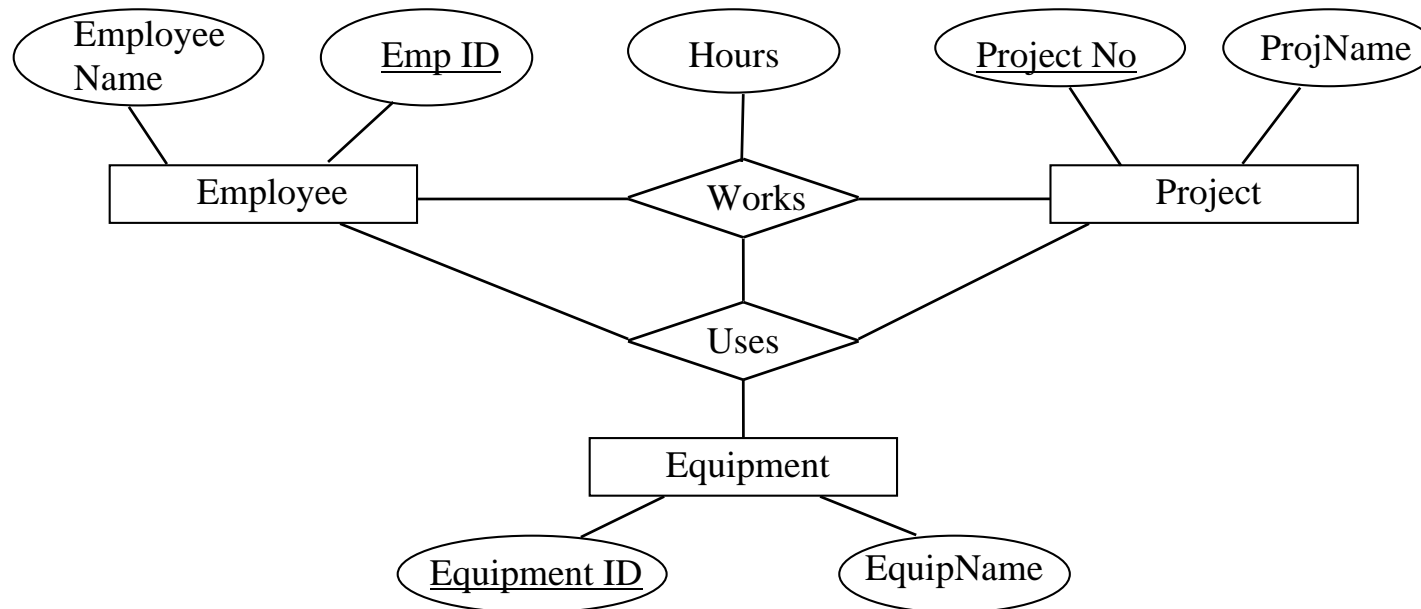 Employee
Name
Emp ID
Hours
Project No
ProjName
Employee
Works
Project
Uses
Equipment
Equipment ID
EquipName